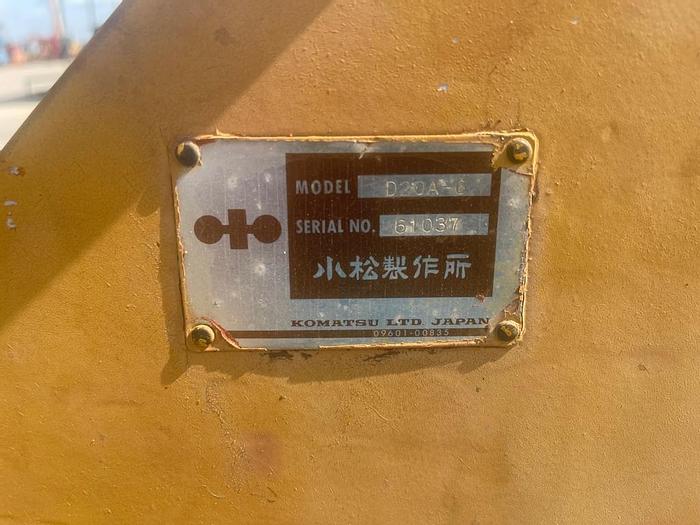 MODEL D20A-6
SERIAL NO. 61037
小松製作所
KOMATSU LTD. JAPAN
09601-00835